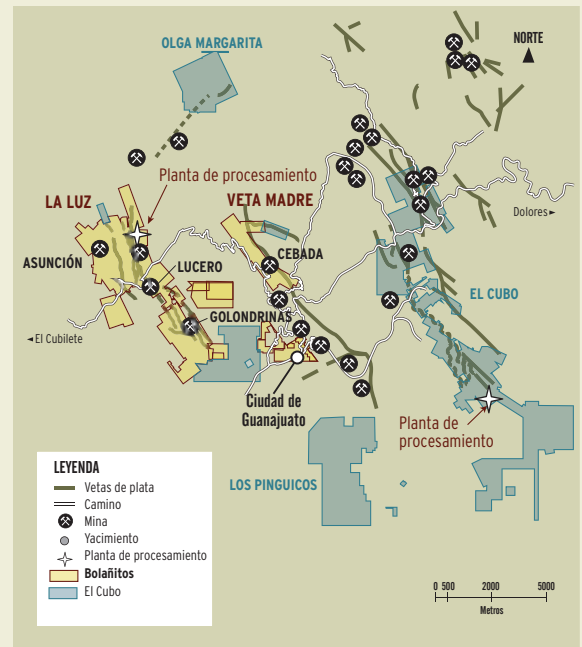 OLGA MARGARITA
NORTE
Planta de procesamiento
LA LUZ
VETA MADRE
Dolores
ASUNCIÓN
LUCERO
CEBADA
EL CUBO
GOLONDRINAS
El Cubilete
Ciudad de
Guanajuato
Planta de
procesamiento
LOS PINGUICOS
LEYENDA
Vetas de plata
Camino
Mina
Yacimiento
Planta de procesamiento
Bolañitos
El Cubo
0 500 2000 5000
Metros